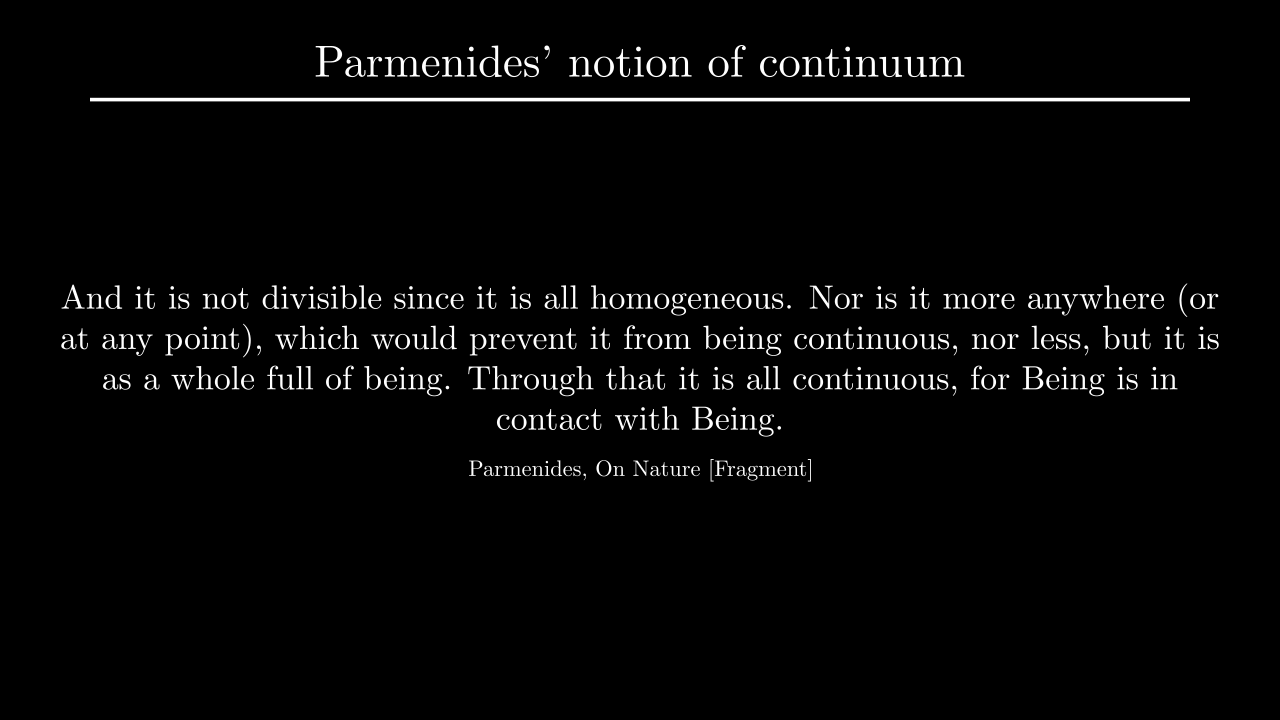 Parmenides’ notion of continuum
And it is not divisible since it is all homogeneous. Nor is it more anywhere (or
at any point), which would prevent it from being continuous, nor less, but it is
as a whole full of being. Through that it is all continuous, for Being is in
contact with Being.
Parmenides, On Nature [Fragment]